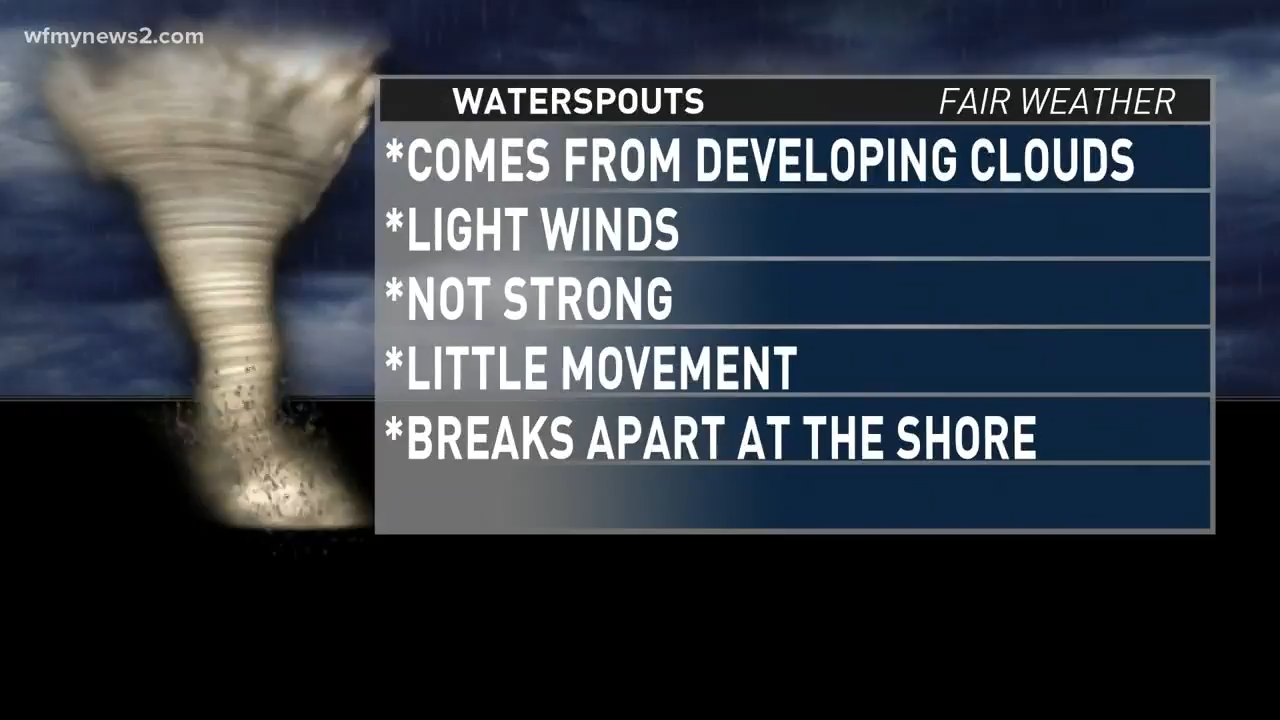 wfmynews2.com
WATERSPOUTS FAIR WEATHER
*COMES FROM DEVELOPING CLOUDS
*LIGHT WINDS
*NOT STRONG
*LITTLE MOVEMENT
*BREAKS APART AT THE SHORE